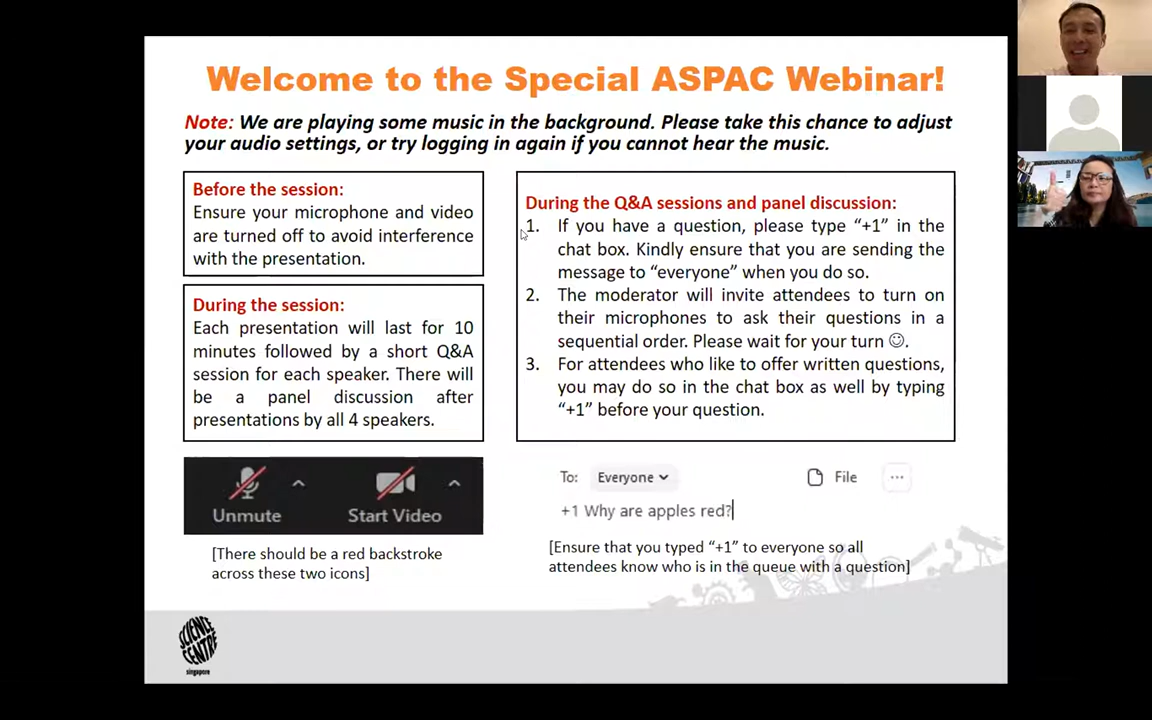 Welcome to the Special ASPAC Webinar!
Note: We are playing some music in the background. Please take this chance to adjust
your audio settings, or try logging in again if you cannot hear the music.
Before the session:
Ensure your microphone and video
are turned off to avoid interference
with the presentation.
During the session:
Each presentation will last for 10
minutes followed by a short Q&A
session for each speaker. There will
be a panel discussion after
presentations by all 4 speakers.
During the Q&A sessions and panel discussion:
1. If you have a question, please type “+1” in the
chat box. Kindly ensure that you are sending the
message to “everyone” when you do so.
2. The moderator will invite attendees to turn on
their microphones to ask their questions in a
sequential order. Please wait for your turn ☺.
3. For attendees who like to offer written questions,
you may do so in the chat box as well by typing
“+1” before your question.
Unmute Start Video
[There should be a red backstroke
across these two icons]
To: Everyone File ...
+1 Why are apples red?
[Ensure that you typed “+1” to everyone so all
attendees know who is in the queue with a question]
SCIENCE
CENTRE
singapore